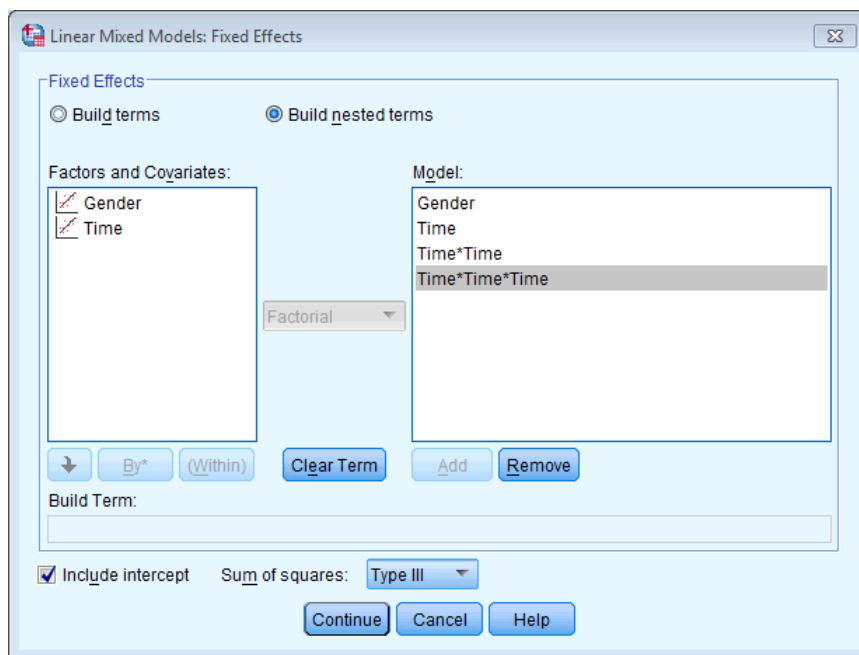 Linear Mixed Models: Fixed Effects
Fixed Effects
Build terms Build nested terms
Factors and Covariates: Model:
Gender Gender
Time Time
Time*Time
Time*Time*Time
Factorial
By* (Within) Clear Term Add Remove
Build Term:
Include intercept Sum of squares: Type III
Continue Cancel Help